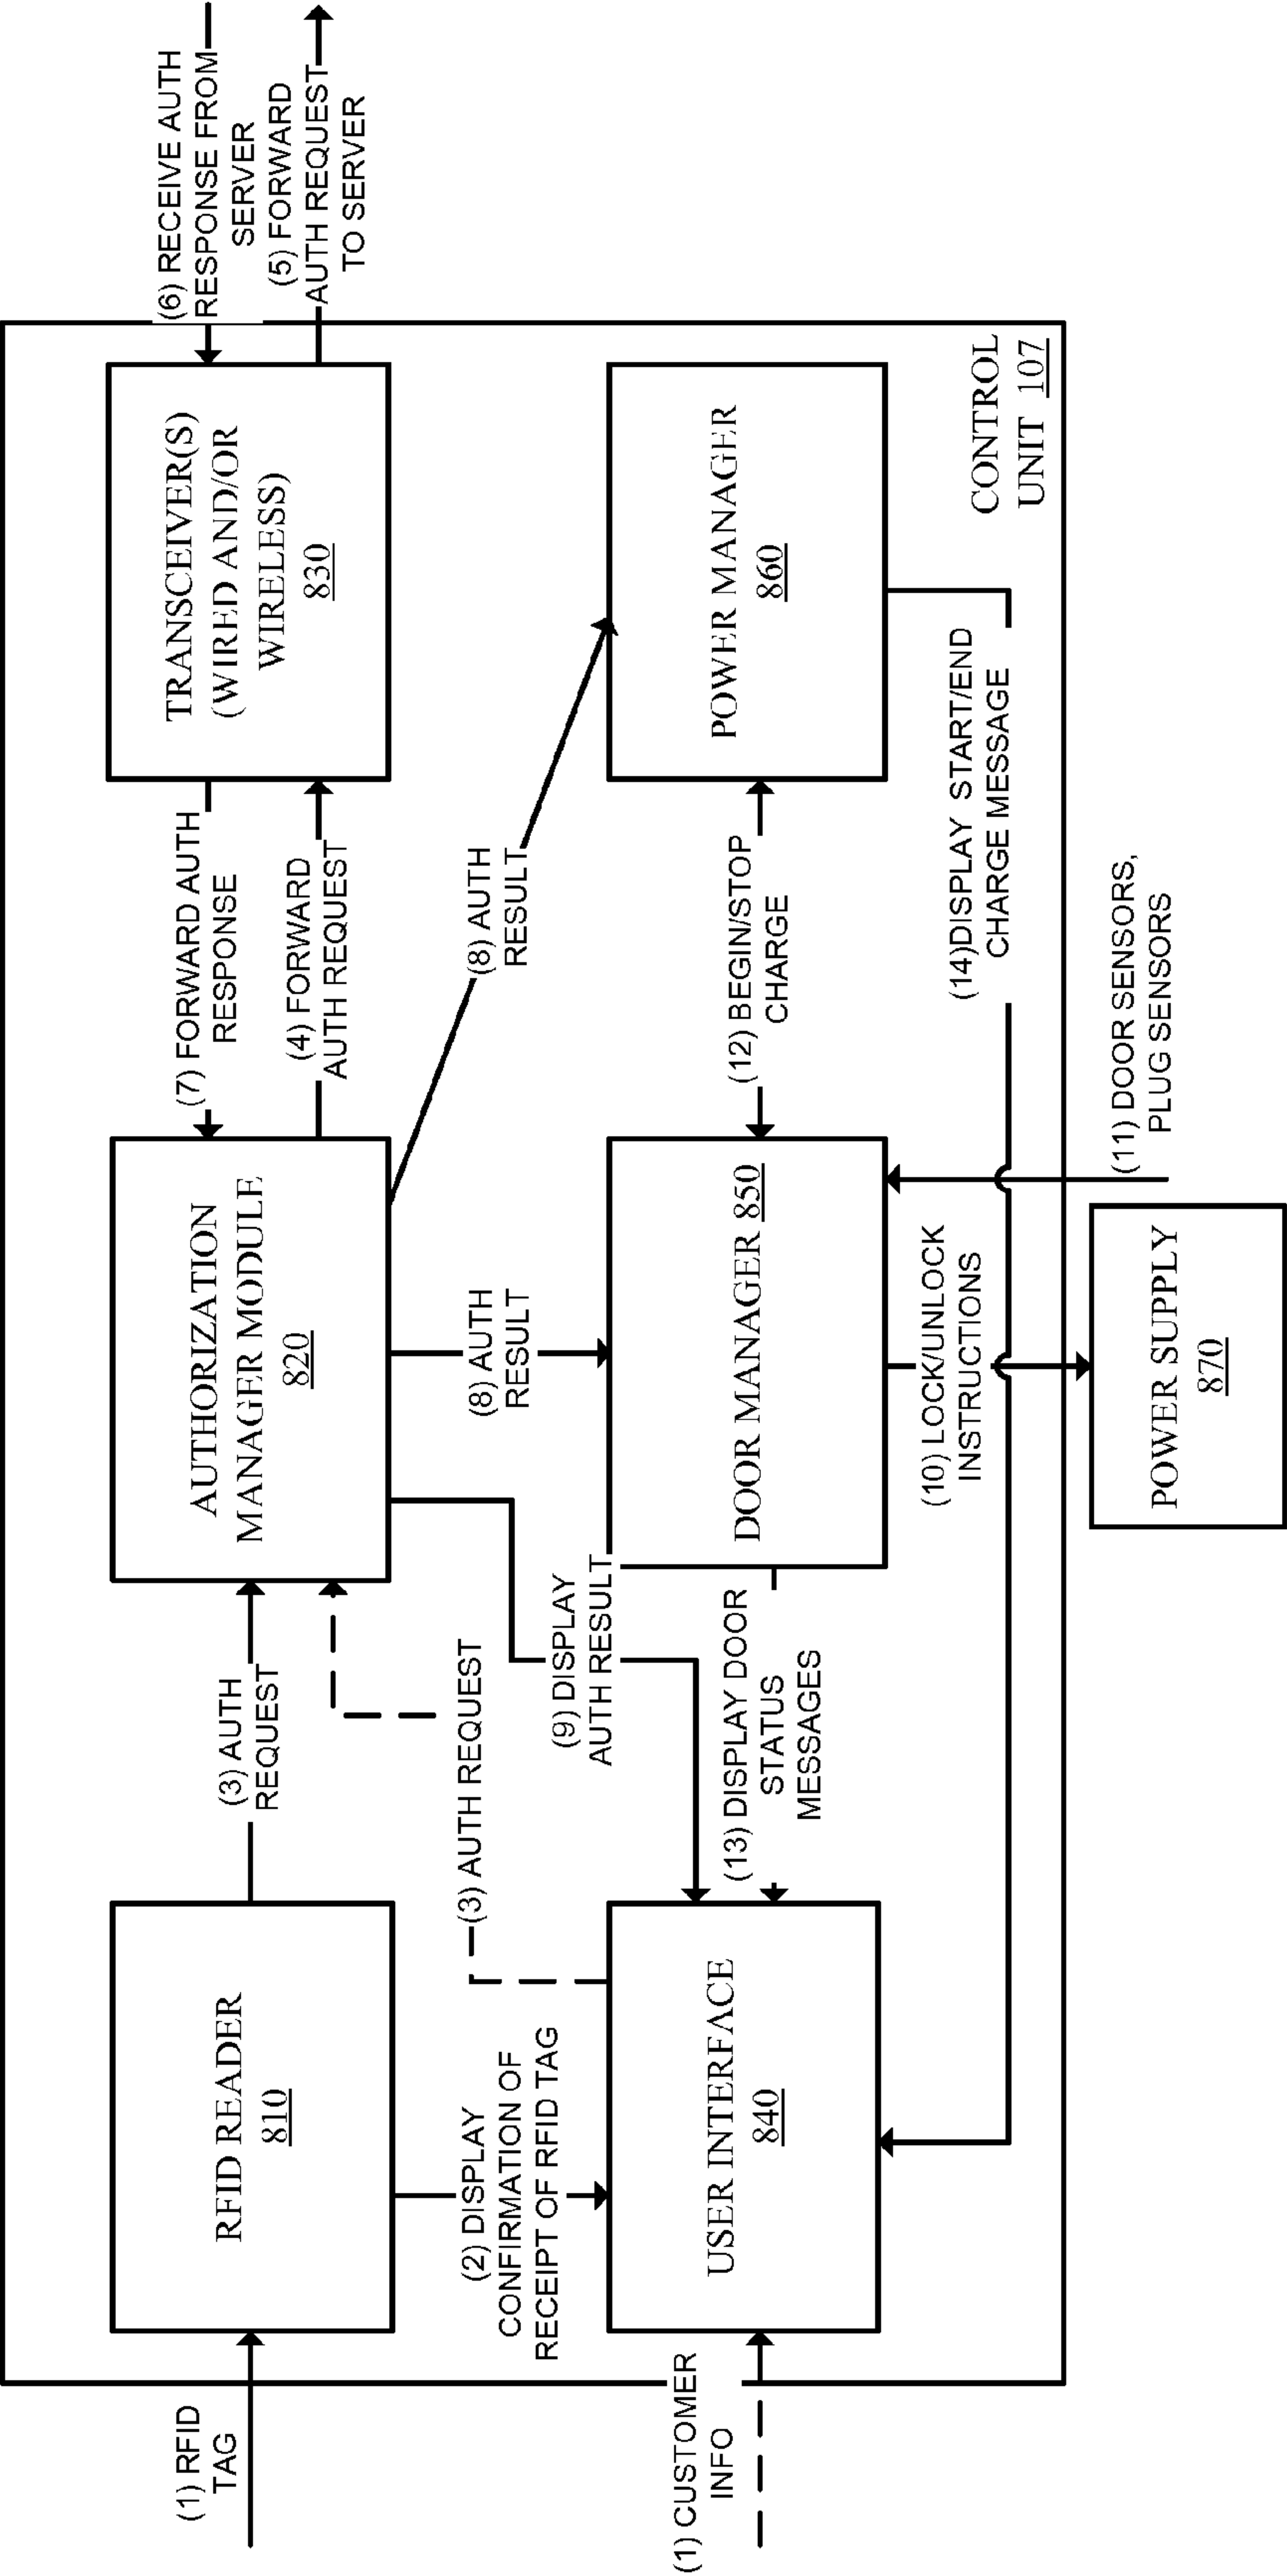 (1) RFID
TAG
RFID READER
810
(3) AUTH
REQUEST
AUTHORIZATION
MANAGER MODULE
820
(7) FORWARD AUTH
RESPONSE
(4) FORWARD
AUTH REQUEST
TRANSCEIVER(S)
(WIRED AND/OR
WIRELESS)
830
(6) RECEIVE AUTH
RESPONSE FROM
SERVER
(5) FORWARD
AUTH REQUEST
TO SERVER
(2) DISPLAY
CONFIRMATION OF
RECEIPT OF RFID TAG
(3) AUTH REQUEST
(9) DISPLAY
AUTH RESULT
(8) AUTH
RESULT
(8) AUTH
RESULT
(1) CUSTOMER
INFO
USER INTERFACE
840
(13) DISPLAY DOOR
STATUS
MESSAGES
DOOR MANAGER 850
(12) BEGIN/STOP
CHARGE
POWER MANAGER
860
(10) LOCK/UNLOCK
INSTRUCTIONS
(14)DISPLAY START/END
CHARGE MESSAGE
CONTROL
UNIT 107
(11) DOOR SENSORS,
PLUG SENSORS
POWER SUPPLY
870